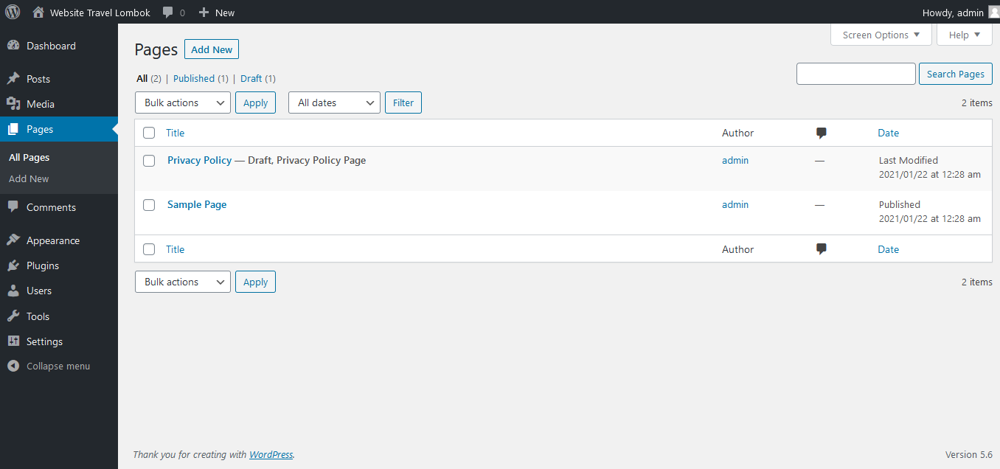 Website Travel Lombok 0 New Howdy, admin
Dashboard
Posts
Media
Pages
All Pages
Add New
Comments
Appearance
Plugins
Users
Tools
Settings
Collapse menu
Screen Options Help
Pages Add New
All (2) | Published (1) | Draft (1)
Search Pages
Bulk actions Apply All dates Filter 2 items
Title Author Date
Privacy Policy — Draft, Privacy Policy Page admin — Last Modified
2021/01/22 at 12:28 am
Sample Page admin — Published
2021/01/22 at 12:28 am
Title Author Date
Bulk actions Apply 2 items
Thank you for creating with WordPress. Version 5.6